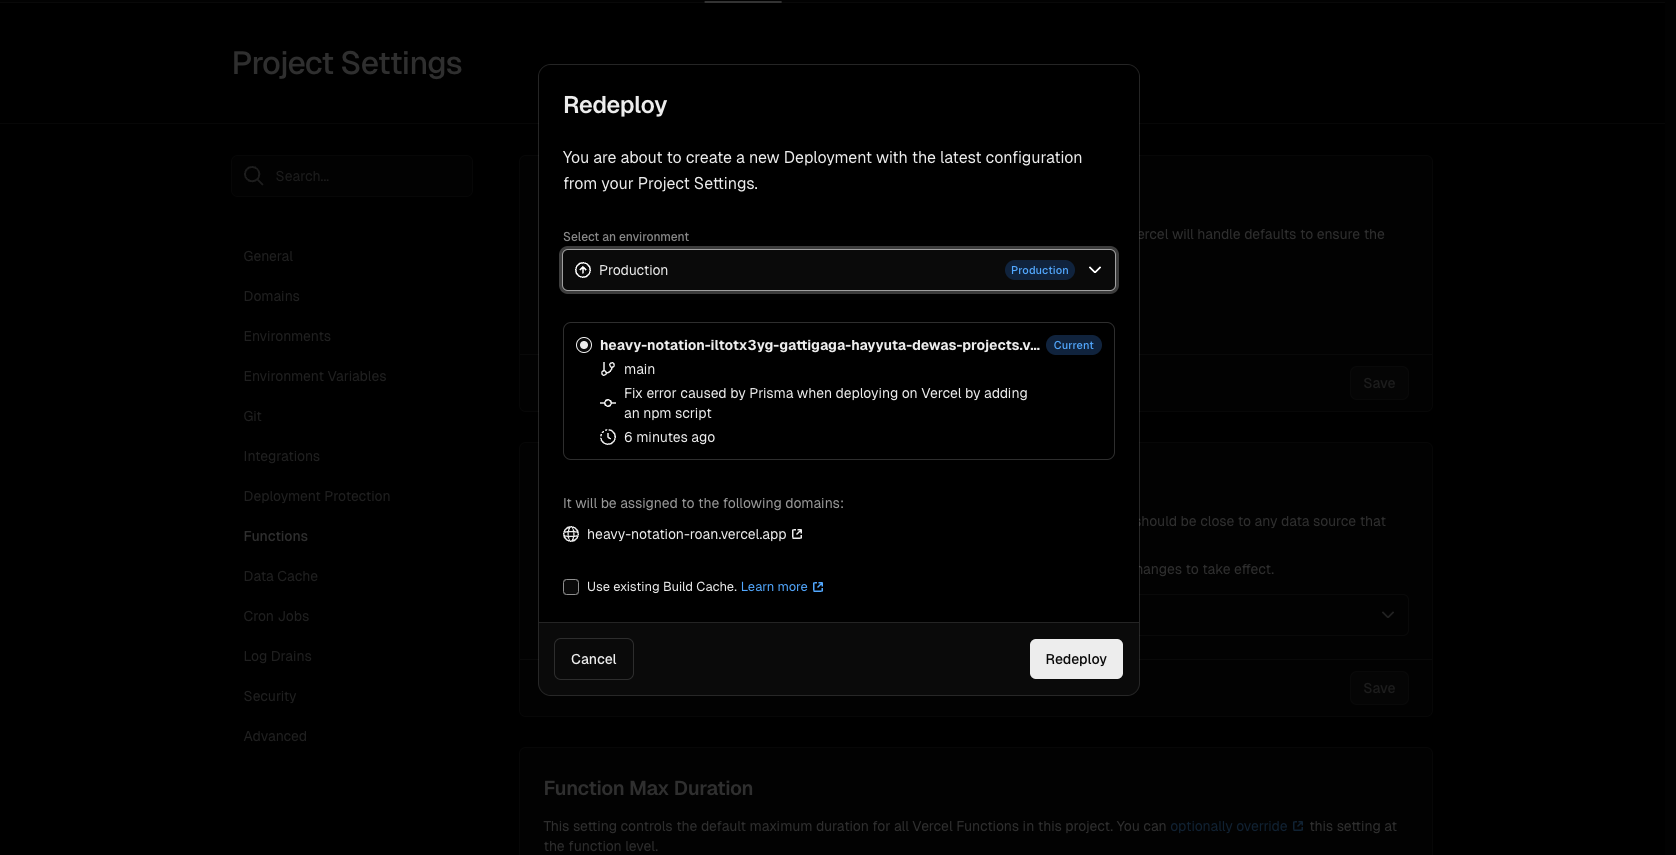 Project Settings
Search...
General
Domains
Environments
Environment Variables
Git
Integrations
Deployment Protection
Functions
Data Cache
Cron Jobs
Log Drains
Security
Advanced
Redeploy
You are about to create a new Deployment with the latest configuration
from your Project Settings.
Select an environment
Production
Production
heavy-notation-iltotx3yg-gattigaga-hayyuta-dewas-projects.v...
Current
main
Fix error caused by Prisma when deploying on Vercel by adding
an npm script
6 minutes ago
It will be assigned to the following domains:
heavy-notation-roan.vercel.app
Use existing Build Cache. Learn more
Cancel
Redeploy
will handle defaults to ensure the
Save
should be close to any data source that
changes to take effect.
Save
Function Max Duration
This setting controls the default maximum duration for all Vercel Functions in this project. You can optionally override this setting at
the function level.